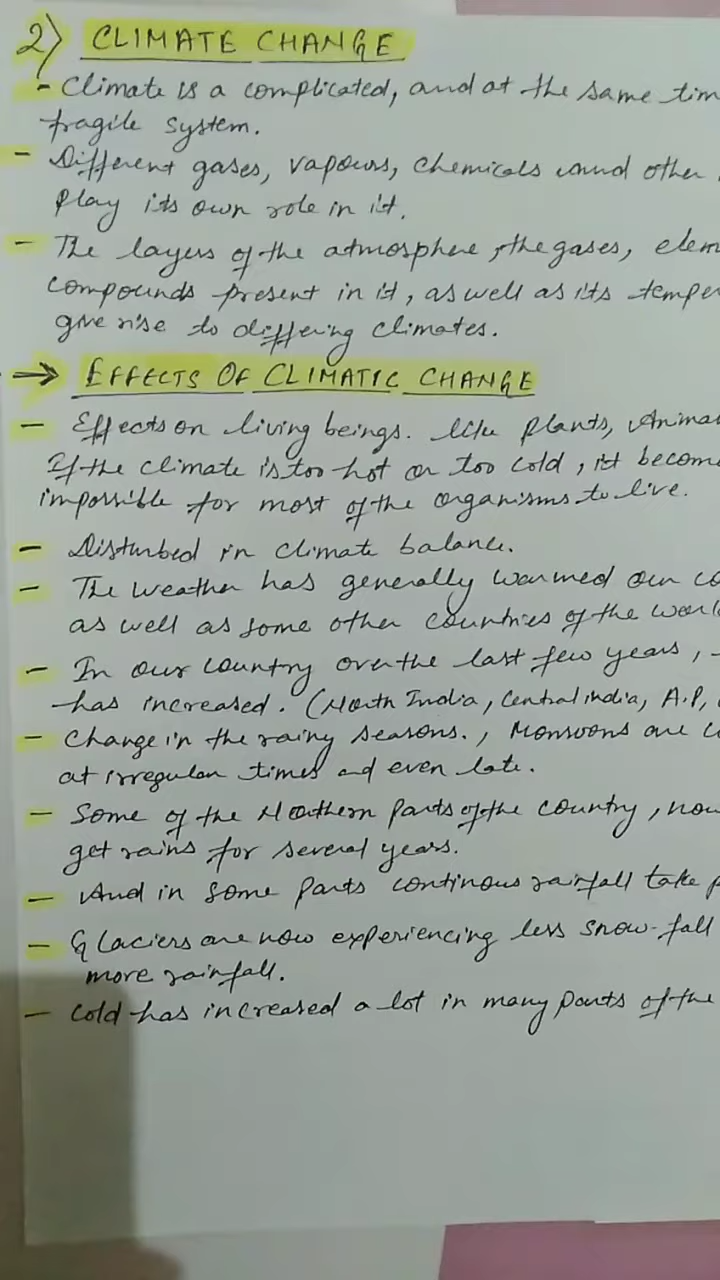 2) CLIMATE CHANGE
- Climate is a complicated, and at the same tim
fragile system.
- Different gases, vapours, chemicals and other
play its own role in it.
- The layers of the atmosphere, the gases, elem
compounds present in it, as well as its temper
give rise to differing climates.
→ EFFECTS OF CLIMATIC CHANGE
- Effects on living beings. like plants, Anima
If the climate is too hot or too cold, it become
impossible for most of the organisms to live.
- Disturbed in climate balance.
- The weather has generally warmed our co
as well as some other countries of the worl
- In our country over the last few years,
has increased. (North India, Central india, A.P,
- Change in the rainy seasons., Monsoons are
at irregular times and even late.
- Some of the Northern parts of the country, now
get rains for several years.
- And in some parts continous rainfall take p
- Glaciers are now experiencing less snow-fall
more rainfall.
- Cold has increased a lot in many parts of the